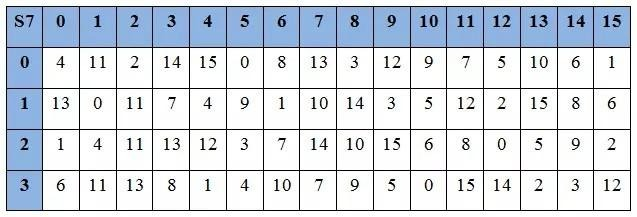 S7 0 1 2 3 4 5 6 7 8 9 10 11 12 13 14 15
0 4 11 2 14 15 0 8 13 3 12 9 7 5 10 6 1
1 13 0 11 7 4 9 1 10 14 3 5 12 2 15 8 6
2 1 4 11 13 12 3 7 14 10 15 6 8 0 5 9 2
3 6 11 13 8 1 4 10 7 9 5 0 15 14 2 3 12